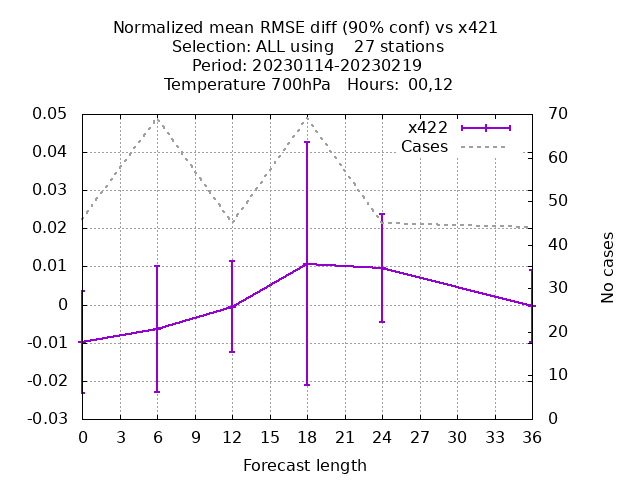 Normalized mean RMSE diff (90% conf) vs x421
Selection: ALL using    27 stations
Period: 20230114-20230219
Temperature 700hPa   Hours:  00,12
x422
Cases
0.05
0.04
0.03
0.02
0.01
0
-0.01
-0.02
-0.03
70
60
50
40
30
20
10
0
No cases
0 3 6 9 12 15 18 21 24 27 30 33 36
Forecast length